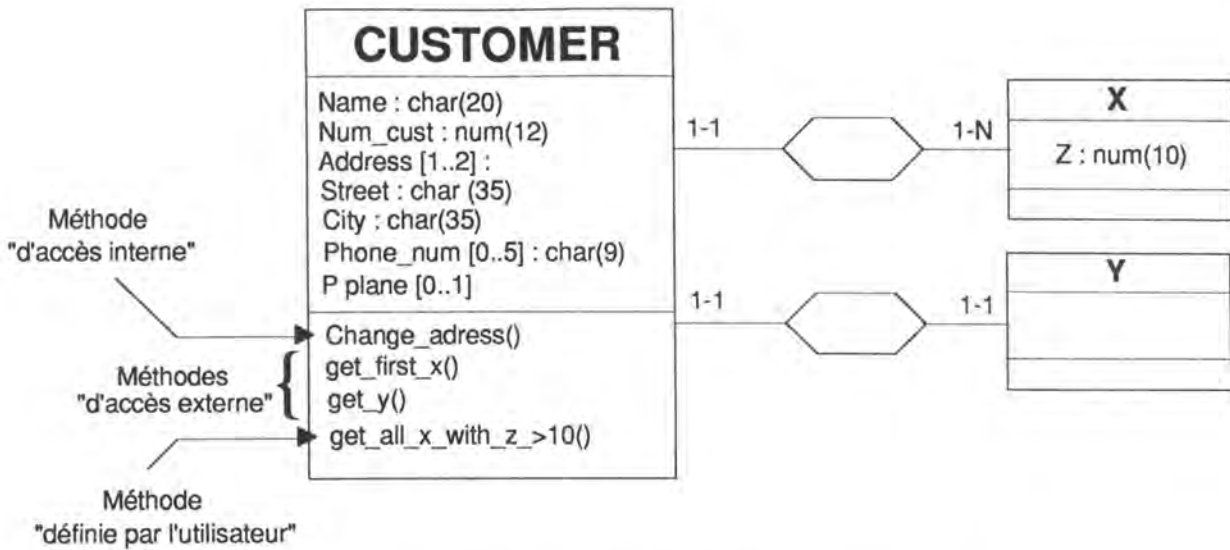 CUSTOMER
Name : char(20)
Num_cust : num(12)
Address [1..2] :
Street : char (35)
City : char(35)
Phone_num [0..5] : char(9)
P plane [0..1]
Change_adress()
get_first_x()
get_y()
get_all_x_with_z_>10()
Méthode
"d'accès interne"
Méthodes
"d'accès externe"
Méthode
"définie par l'utilisateur"
1-1
1-N
X
Z : num(10)
1-1
1-1
Y